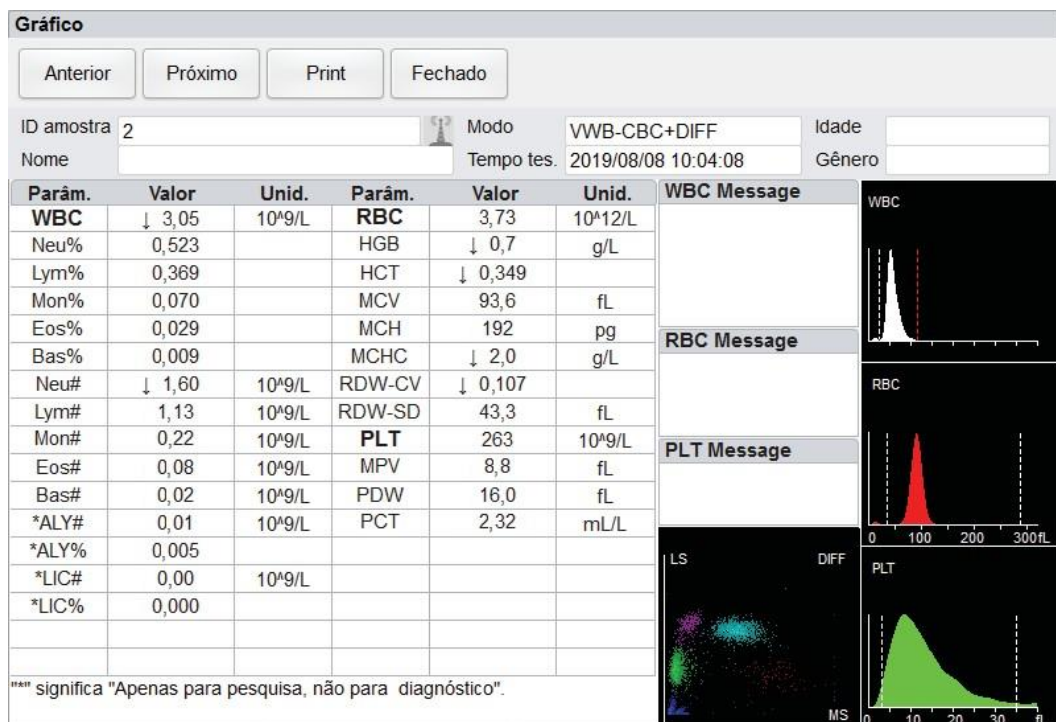 Gráfico
Anterior Próximo Print Fechado
ID amostra 2 Modo VWB-CBC+DIFF Idade
Nome Tempo tes. 2019/08/08 10:04:08 Gênero
Parâm. Valor Unid. Parâm. Valor Unid.
WBC ↓ 3,05 10^9/L RBC 3,73 10^12/L
Neu% 0,523 HGB ↓ 0,7 g/L
Lym% 0,369 HCT ↓ 0,349
Mon% 0,070 MCV 93,6 fL
Eos% 0,029 MCH 192 pg
Bas% 0,009 MCHC ↓ 2,0 g/L
Neu# ↓ 1,60 10^9/L RDW-CV ↓ 0,107
Lym# 1,13 10^9/L RDW-SD 43,3 fL
Mon# 0,22 10^9/L PLT 263 10^9/L
Eos# 0,08 10^9/L MPV 8,8 fL
Bas# 0,02 10^9/L PDW 16,0 fL
*ALY# 0,01 10^9/L PCT 2,32 mL/L
*ALY% 0,005
*LIC# 0,00 10^9/L
*LIC% 0,000
"*" significa "Apenas para pesquisa, não para diagnóstico".
WBC Message
RBC Message
PLT Message
LS DIFF
MS
WBC
RBC
0 100 200 300fL
PLT
0 10 20 30 fL